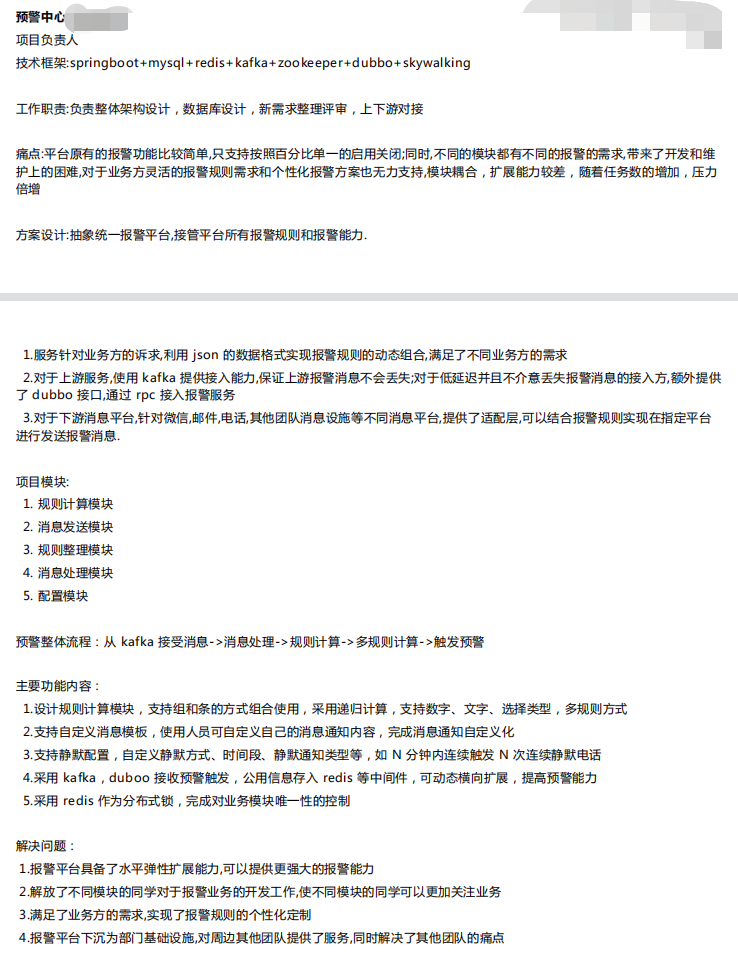 预警中心
项目负责人
技术框架:springboot+mysql+redis+kafka+zookeeper+dubbo+skywalking
工作职责:负责整体架构设计，数据库设计，新需求整理评审，上下游对接
痛点:平台原有的报警功能比较简单,只支持按照百分比单一的启用关闭;同时,不同的模块都有不同的报警的需求,带来了开发和维
护上的困难,对于业务方灵活的报警规则需求和个性化报警方案也无力支持,模块耦合，扩展能力较差，随着任务数的增加，压力
倍增
方案设计:抽象统一报警平台,接管平台所有报警规则和报警能力.
1.服务针对业务方的诉求,利用 json 的数据格式实现报警规则的动态组合,满足了不同业务方的需求
2.对于上游服务,使用 kafka 提供接入能力,保证上游报警消息不会丢失;对于低延迟并且不介意丢失报警消息的接入方,额外提供
了 dubbo 接口,通过 rpc 接入报警服务
3.对于下游消息平台,针对微信,邮件,电话,其他团队消息设施等不同消息平台,提供了适配层,可以结合报警规则实现在指定平台
进行发送报警消息.
项目模块:
1. 规则计算模块
2. 消息发送模块
3. 规则整理模块
4. 消息处理模块
5. 配置模块
预警整体流程：从 kafka 接受消息->消息处理->规则计算->多规则计算->触发预警
主要功能内容：
1.设计规则计算模块，支持组和条的方式组合使用，采用递归计算，支持数字、文字、选择类型，多规则方式
2.支持自定义消息模板，使用人员可自定义自己的消息通知内容，完成消息通知自定义化
3.支持静默配置，自定义静默方式、时间段、静默通知类型等，如 N 分钟内连续触发 N 次连续静默电话
4.采用 kafka，duboo 接收预警触发，公用信息存入 redis 等中间件，可动态横向扩展，提高预警能力
5.采用 redis 作为分布式锁，完成对业务模块唯一性的控制
解决问题：
1.报警平台具备了水平弹性扩展能力,可以提供更强大的报警能力
2.解放了不同模块的同学对于报警业务的开发工作,使不同模块的同学可以更加关注业务
3.满足了业务方的需求,实现了报警规则的个性化定制
4.报警平台下沉为部门基础设施,对周边其他团队提供了服务,同时解决了其他团队的痛点